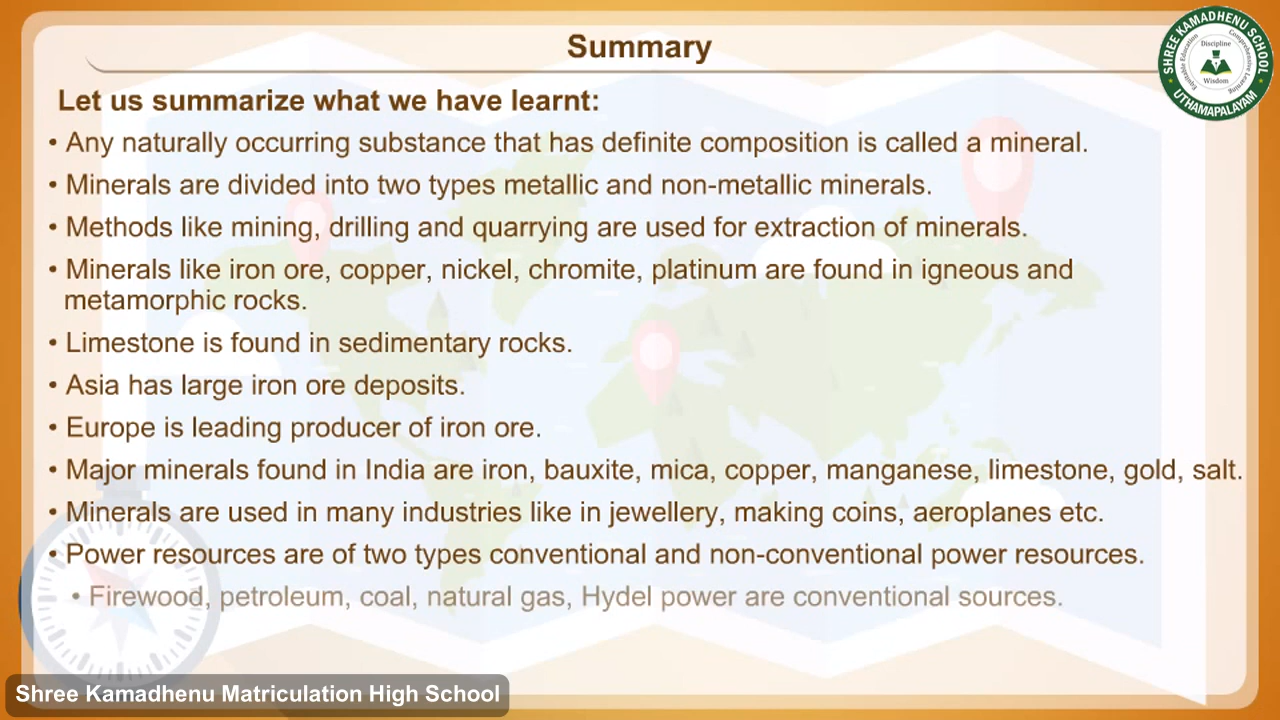 Summary
SHREE KAMADHENU SCHOOL
Equitable Education
Comprehensive Learning
Discipline
Wisdom
UTHAMAPALAYAM
Let us summarize what we have learnt:
• Any naturally occurring substance that has definite composition is called a mineral.
• Minerals are divided into two types metallic and non-metallic minerals.
• Methods like mining, drilling and quarrying are used for extraction of minerals.
• Minerals like iron ore, copper, nickel, chromite, platinum are found in igneous and
metamorphic rocks.
• Limestone is found in sedimentary rocks.
• Asia has large iron ore deposits.
• Europe is leading producer of iron ore.
• Major minerals found in India are iron, bauxite, mica, copper, manganese, limestone, gold, salt.
• Minerals are used in many industries like in jewellery, making coins, aeroplanes etc.
• Power resources are of two types conventional and non-conventional power resources.
• Firewood, petroleum, coal, natural gas, Hydel power are conventional sources.
Shree Kamadhenu Matriculation High School